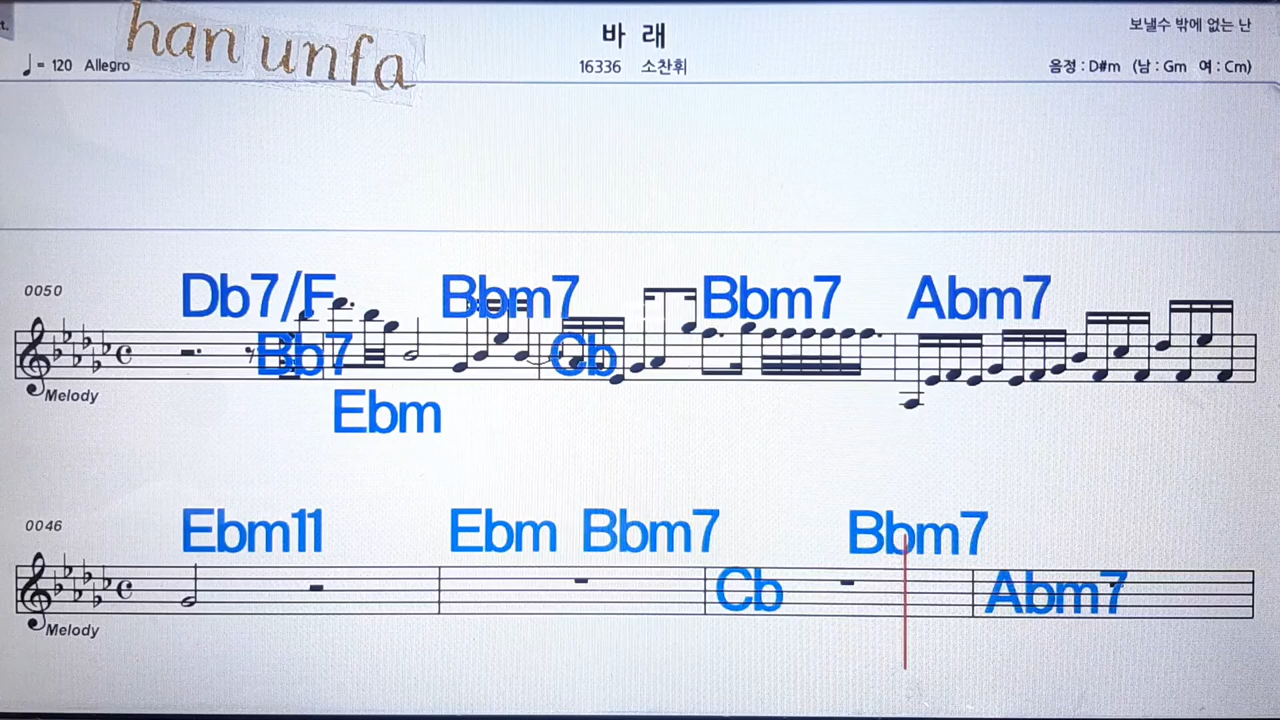 t.
han unfa
바 래
보낼수 밖에 없는 난
= 120 Allegro
16336 소찬휘
음정 : D#m (남 : Gm 여 : Cm)
0050
Db7/F Bbm7 Bbm7 Abm7
Bb7 Cb
Melody
Ebm
0046
Ebm11 Ebm Bbm7 Bbm7
Cb Abm7
Melody